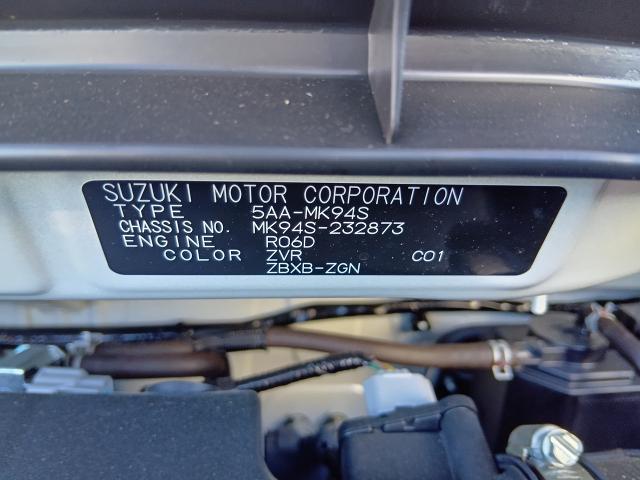 SUZUKI MOTOR CORPORATION
TYPE 5AA-MK94S
CHASSIS NO. MK94S-232873
ENGINE R06D
COLOR ZVR C01
ZBXB-ZGN